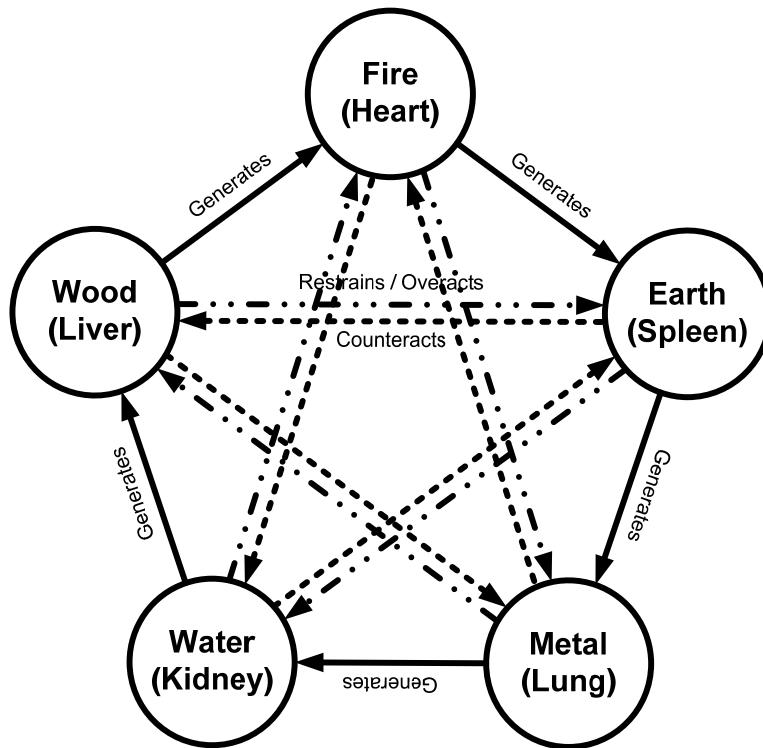 Fire
(Heart)
Generates
Generates
Wood
(Liver)
Restrains / Overacts
Counteracts
Earth
(Spleen)
Generates
Generates
Water
(Kidney)
Generates
Metal
(Lung)